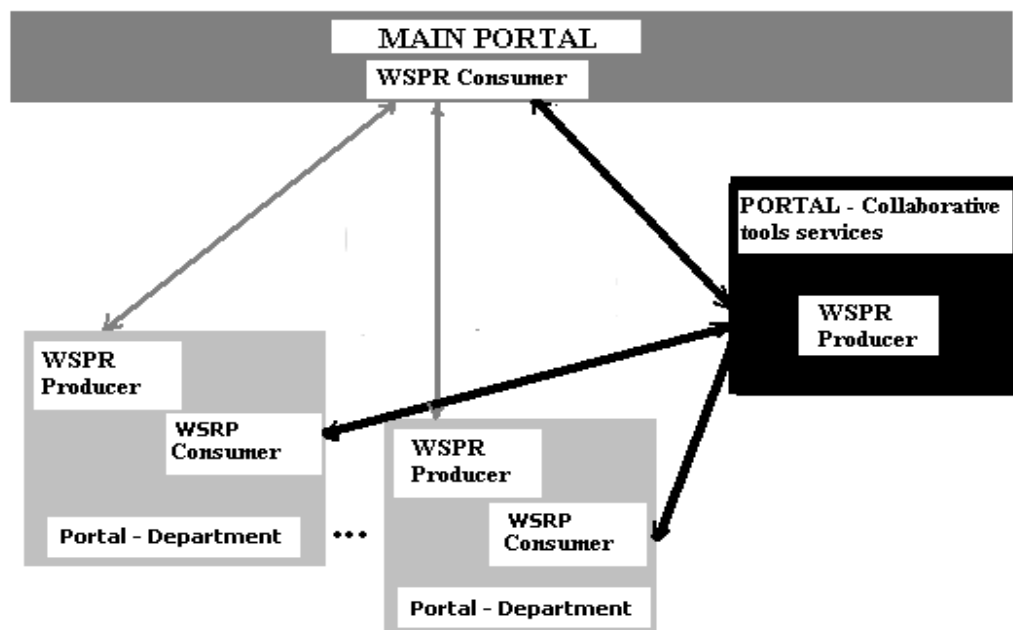 MAIN PORTAL
WSPR Consumer
PORTAL - Collaborative
tools services
WSPR
Producer
WSPR
Producer
WSRP
Consumer
Portal - Department
...
WSPR
Producer
WSRP
Consumer
Portal - Department